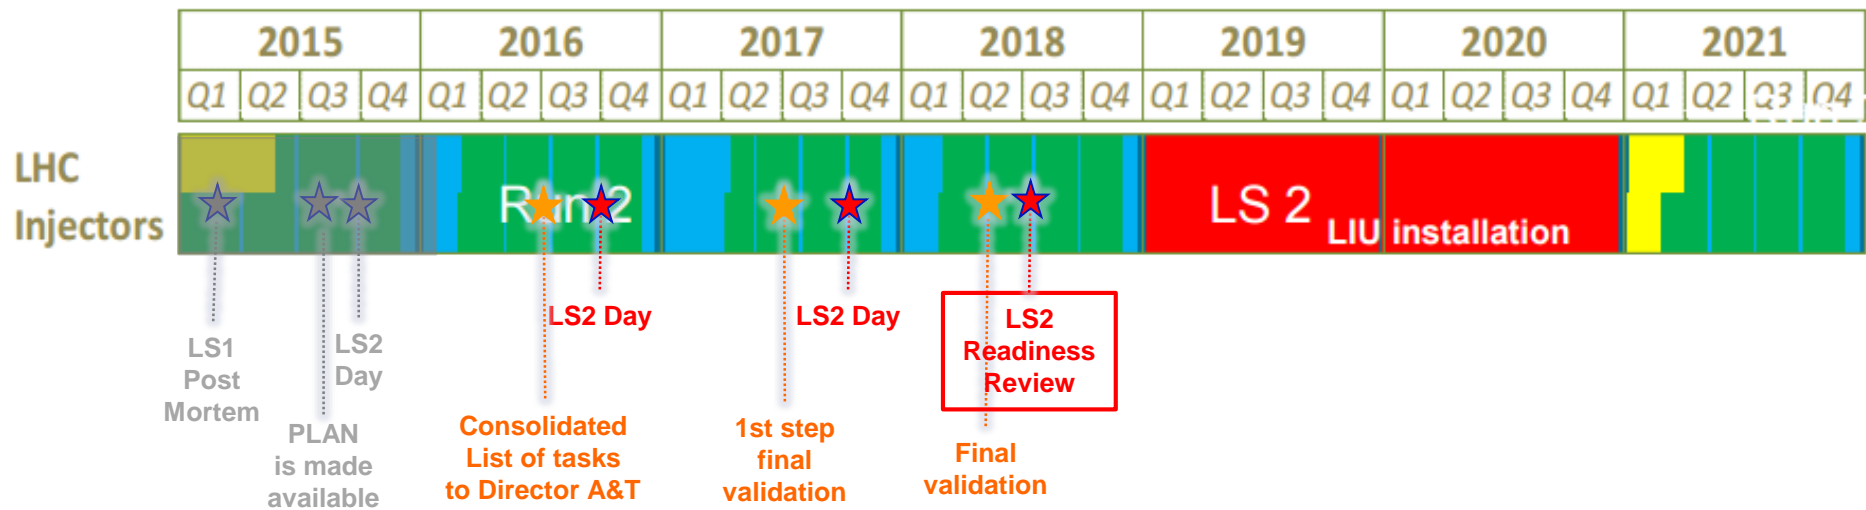 2015 2016 2017 2018 2019 2020 2021
Q1 Q2 Q3 Q4 Q1 Q2 Q3 Q4 Q1 Q2 Q3 Q4 Q1 Q2 Q3 Q4 Q1 Q2 Q3 Q4 Q1 Q2 Q3 Q4 Q1 Q2 Q3 Q4
LHC
Injectors
Run 2
LS 2
LIU installation
LS1
Post
Mortem
PLAN
is made
available
LS2
Day
LS2 Day
Consolidated
List of tasks
to Director A&T
LS2 Day
1st step
final
validation
LS2
Readiness
Review
Final
validation